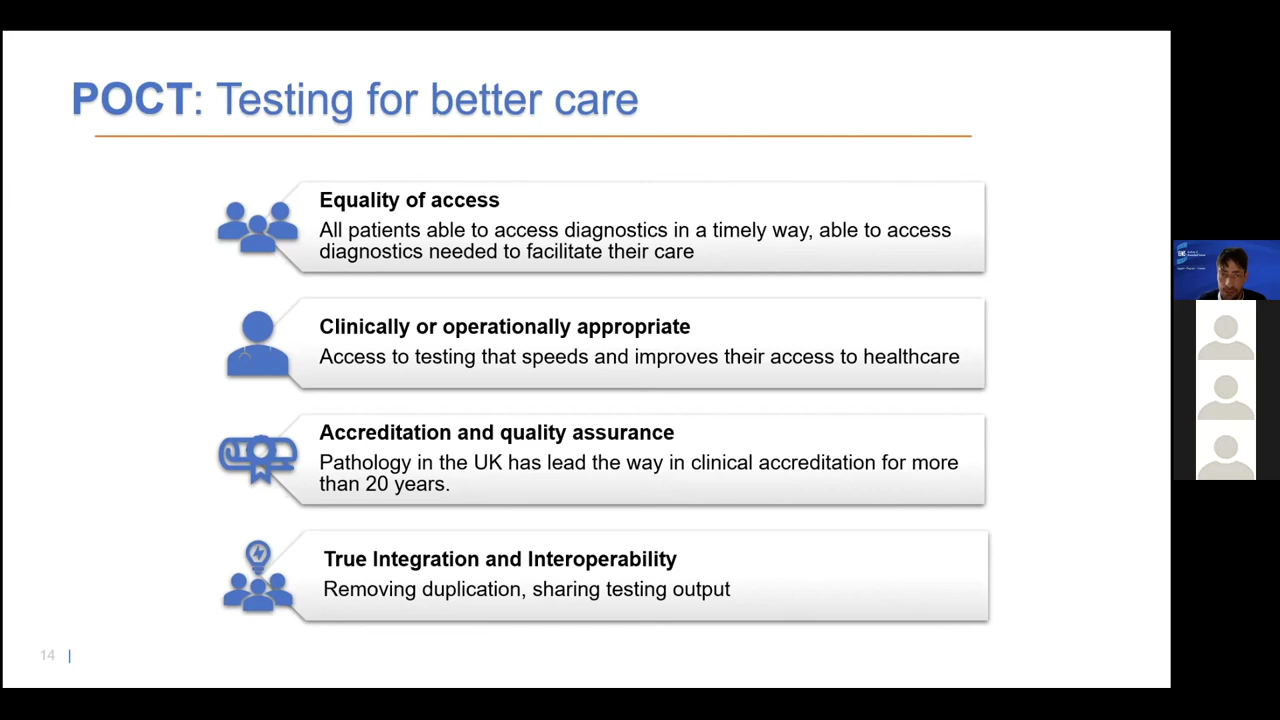 POCT: Testing for better care
Equality of access
All patients able to access diagnostics in a timely way, able to access
diagnostics needed to facilitate their care
Clinically or operationally appropriate
Access to testing that speeds and improves their access to healthcare
Accreditation and quality assurance
Pathology in the UK has lead the way in clinical accreditation for more
than 20 years.
True Integration and Interoperability
Removing duplication, sharing testing output
14 |